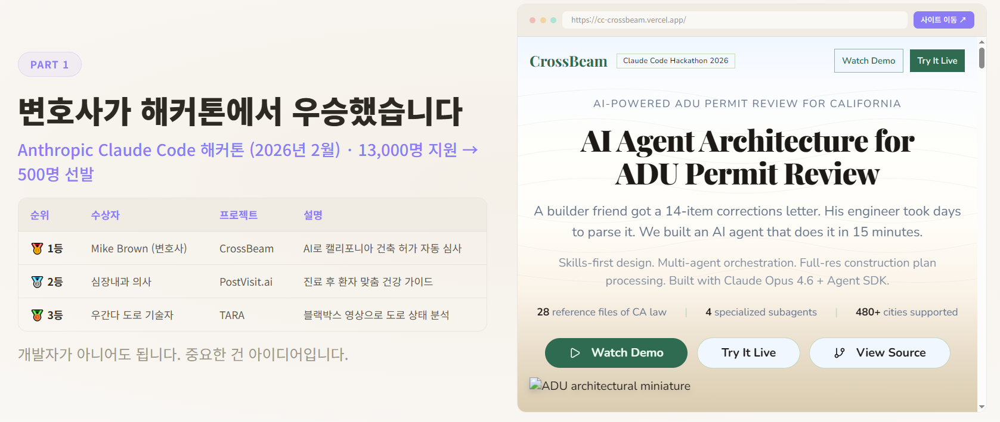 PART 1
변호사가 해커톤에서 우승했습니다
Anthropic Claude Code 해커톤 (2026년 2월) · 13,000명 지원 →
500명 선발
순위 수상자 프로젝트 설명
1등 Mike Brown (변호사) CrossBeam AI로 캘리포니아 건축 허가 자동 심사
2등 심장내과 의사 PostVisit.ai 진료 후 환자 맞춤 건강 가이드
3등 우간다 도로 기술자 TARA 블랙박스 영상으로 도로 상태 분석
개발자가 아니어도 됩니다. 중요한 건 아이디어입니다.
https://cc-crossbeam.vercel.app/ 사이트 이동 ↗
CrossBeam Claude Code Hackathon 2026 Watch Demo Try It Live
AI-POWERED ADU PERMIT REVIEW FOR CALIFORNIA
AI Agent Architecture for
ADU Permit Review
A builder friend got a 14-item corrections letter. His engineer took days
to parse it. We built an AI agent that does it in 15 minutes.
Skills-first design. Multi-agent orchestration. Full-res construction plan
processing. Built with Claude Opus 4.6 + Agent SDK.
28 reference files of CA law | 4 specialized subagents | 480+ cities supported
Watch Demo Try It Live View Source
ADU architectural miniature